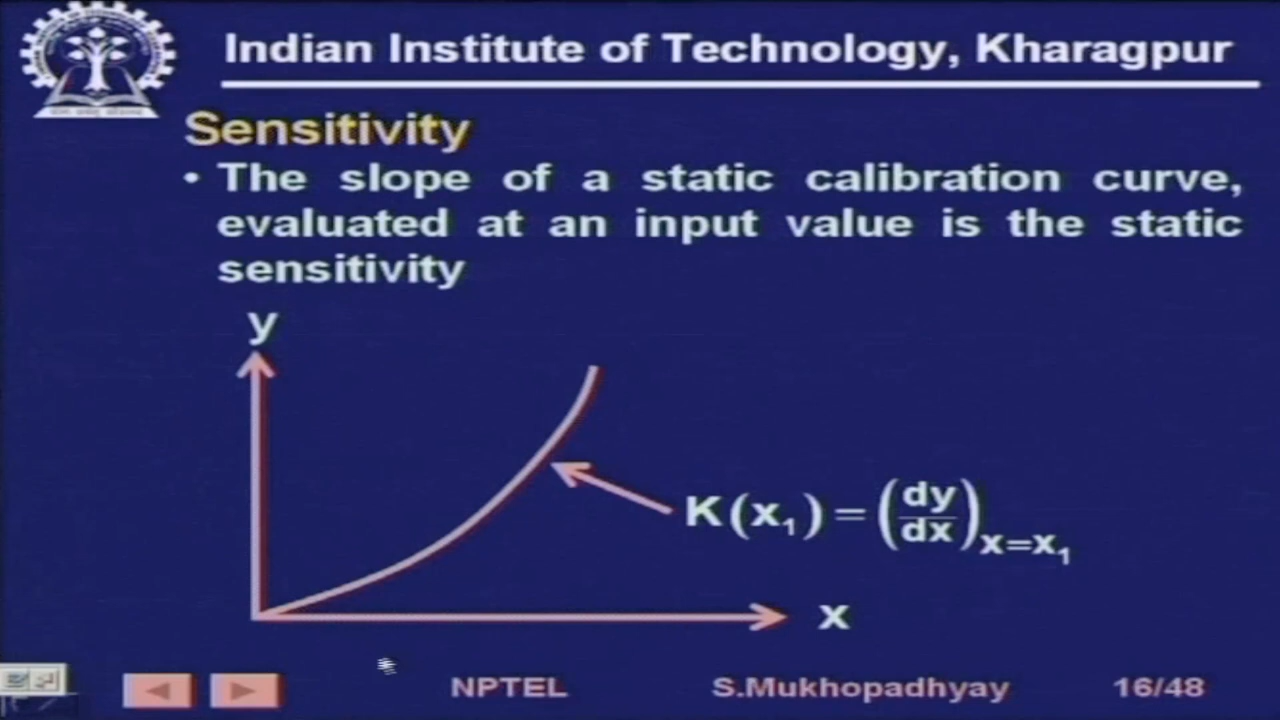 Indian Institute of Technology, Kharagpur
Sensitivity
• The slope of a static calibration curve,
evaluated at an input value is the static
sensitivity
y
K(x₁) = (dy/dx)ₓ₌ₓ₁
x
NPTEL S.Mukhopadhyay 16/48